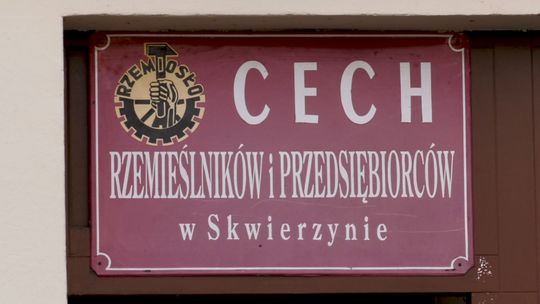 RZEMIOSŁO
CECH
RZEMIEŚLNIKÓW i PRZEDSIĘBIORCÓW
w Skwierzynie